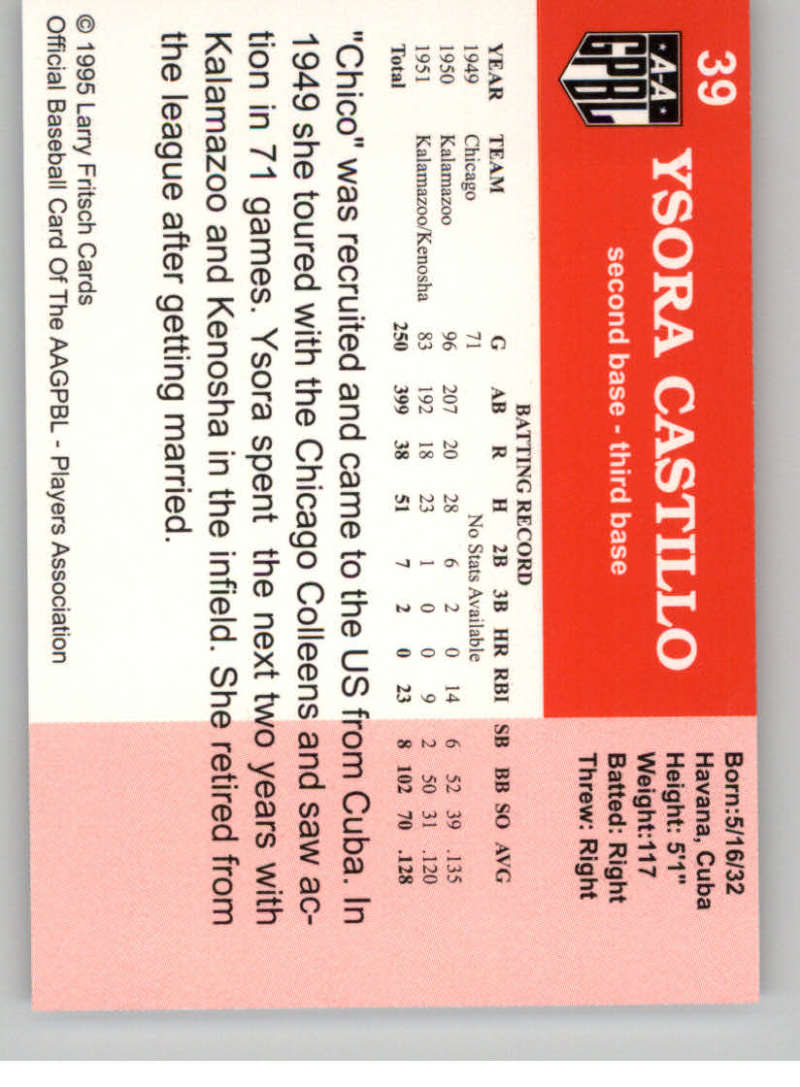 39
AA
GPBL
YSORA CASTILLO
second base - third base
Born:5/16/32
Havana, Cuba
Height: 5'1"
Weight:117
Batted: Right
Threw: Right
BATTING RECORD
YEAR TEAM G AB R H 2B 3B HR RBI SB BB SO AVG
1949 Chicago 71 No Stats Available
1950 Kalamazoo 96 207 20 28 6 2 0 14 6 52 39 .135
1951 Kalamazoo/Kenosha 83 192 18 23 1 0 0 9 2 50 31 .120
Total 250 399 38 51 7 2 0 23 8 102 70 .128
"Chico" was recruited and came to the US from Cuba. In
1949 she toured with the Chicago Colleens and saw ac-
tion in 71 games. Ysora spent the next two years with
Kalamazoo and Kenosha in the infield. She retired from
the league after getting married.
© 1995 Larry Fritsch Cards
Official Baseball Card Of The AAGPBL - Players Association